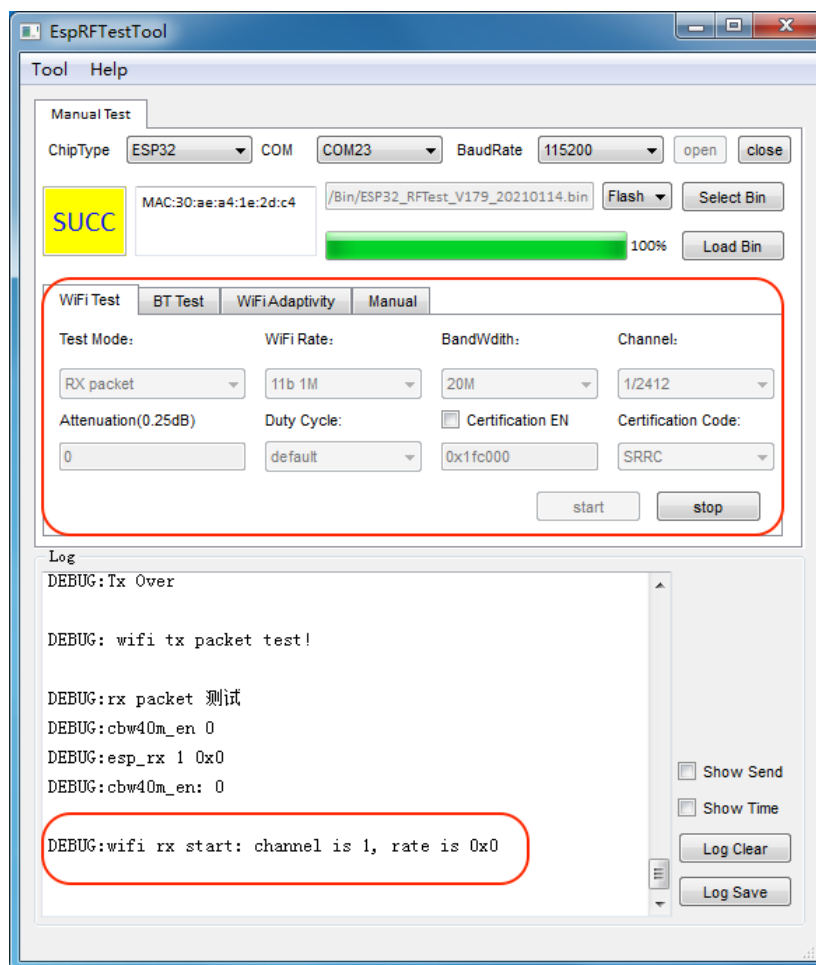 EspRFTestTool
Tool Help
Manual Test
ChipType ESP32 COM COM23 BaudRate 115200 open close
SUCC MAC:30:ae:a4:1e:2d:c4 /Bin/ESP32_RFTest_V179_20210114.bin Flash Select Bin
100% Load Bin
WiFi Test BT Test WiFi Adaptivity Manual
Test Mode: WiFi Rate: BandWdith: Channel:
RX packet 11b 1M 20M 1/2412
Attenuation(0.25dB) Duty Cycle: Certification EN Certification Code:
0 default 0x1fc000 SRRC
start stop
Log
DEBUG:Tx Over
DEBUG: wifi tx packet test!
DEBUG:rx packet 测试
DEBUG:cbw40m_en 0
DEBUG:esp_rx 1 0x0
DEBUG:cbw40m_en: 0
DEBUG:wifi rx start: channel is 1, rate is 0x0
Show Send
Show Time
Log Clear
Log Save